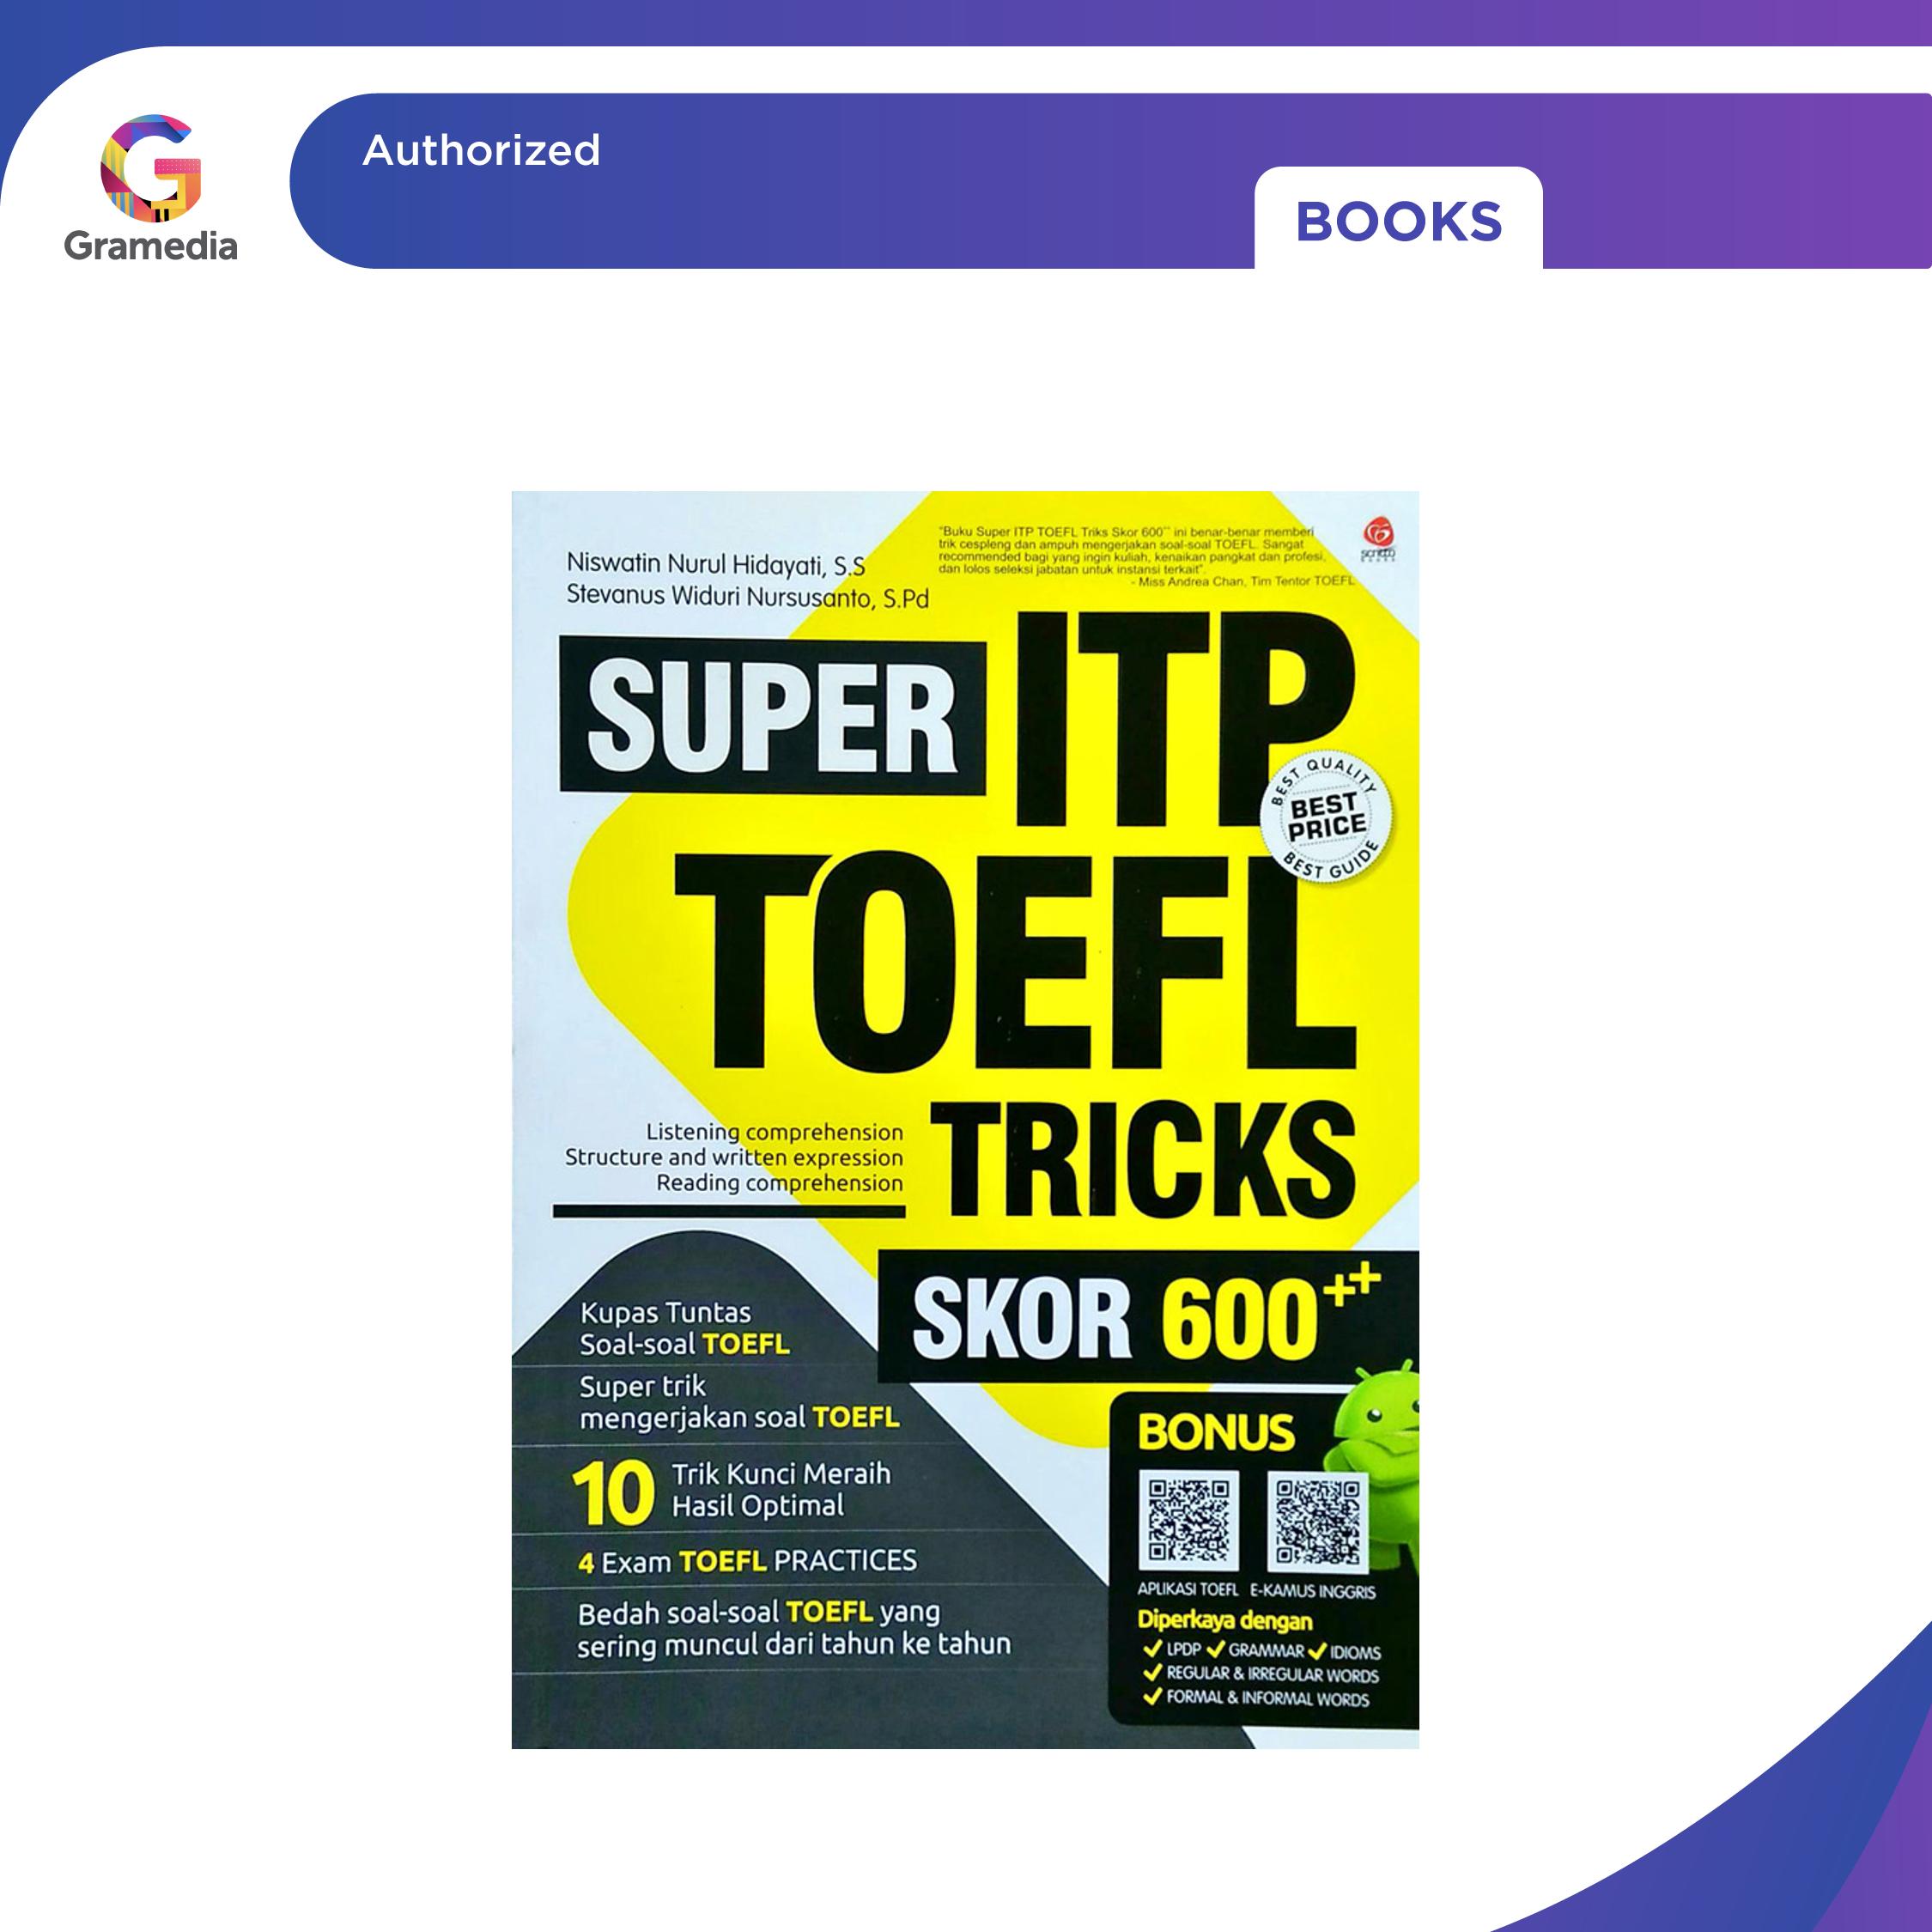 Gramedia
Authorized
BOOKS
Niswatin Nurul Hidayati, S.S
Stevanus Widuri Nursusanto, S.Pd
"Buku Super ITP TOEFL Triks Skor 600⁺⁺ ini benar-benar memberi
trik cespleng dan ampuh mengerjakan soal-soal TOEFL. Sangat
recommended bagi yang ingin kuliah, kenaikan pangkat dan profesi,
dan lolos seleksi jabatan untuk instansi terkait".
- Miss Andrea Chan, Tim Tentor TOEFL
SUPER ITP
BEST QUALITY
BEST
PRICE
BEST GUIDE
TOEFL
Listening comprehension
Structure and written expression
Reading comprehension
TRICKS
SKOR 600⁺⁺
Kupas Tuntas
Soal-soal TOEFL
Super trik
mengerjakan soal TOEFL
10 Trik Kunci Meraih
Hasil Optimal
4 Exam TOEFL PRACTICES
Bedah soal-soal TOEFL yang
sering muncul dari tahun ke tahun
BONUS
APLIKASI TOEFL E-KAMUS INGGRIS
Diperkaya dengan
✓ LPDP ✓ GRAMMAR ✓ IDIOMS
✓ REGULAR & IRREGULAR WORDS
✓ FORMAL & INFORMAL WORDS